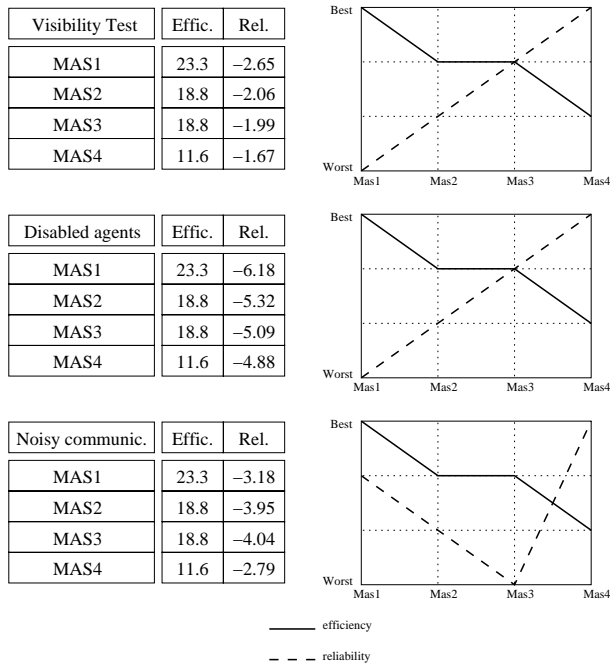 Visibility Test Effic. Rel.
MAS1 23.3 −2.65
MAS2 18.8 −2.06
MAS3 18.8 −1.99
MAS4 11.6 −1.67
Best
Worst
Mas1 Mas2 Mas3 Mas4
Disabled agents Effic. Rel.
MAS1 23.3 −6.18
MAS2 18.8 −5.32
MAS3 18.8 −5.09
MAS4 11.6 −4.88
Best
Worst
Mas1 Mas2 Mas3 Mas4
Noisy communic. Effic. Rel.
MAS1 23.3 −3.18
MAS2 18.8 −3.95
MAS3 18.8 −4.04
MAS4 11.6 −2.79
Best
Worst
Mas1 Mas2 Mas3 Mas4
efficiency
reliability